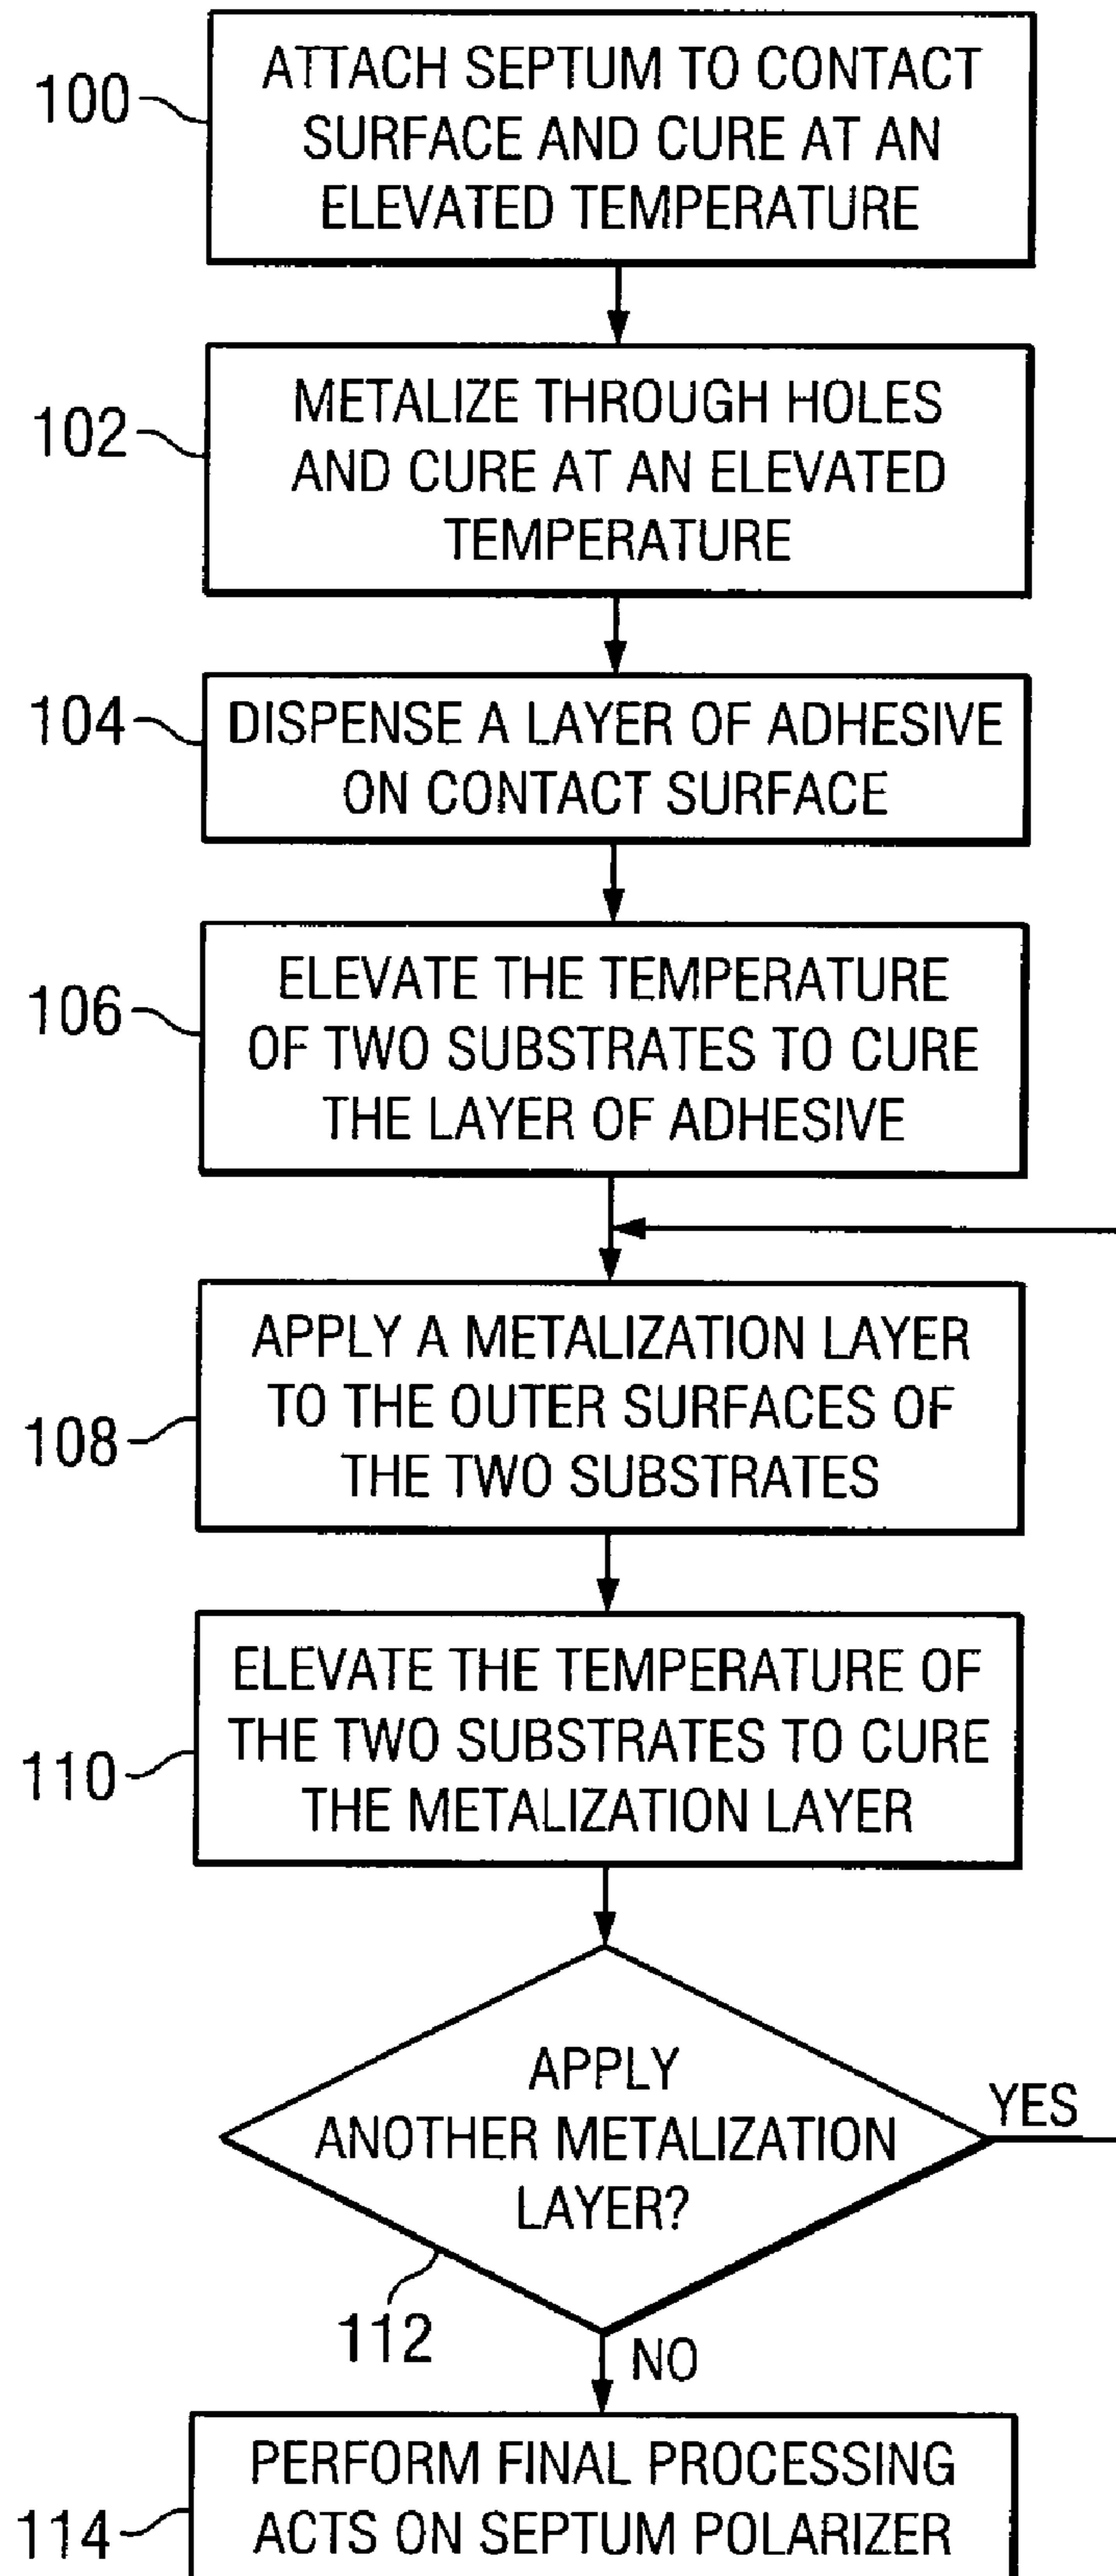 100
ATTACH SEPTUM TO CONTACT
SURFACE AND CURE AT AN
ELEVATED TEMPERATURE
102
METALIZE THROUGH HOLES
AND CURE AT AN ELEVATED
TEMPERATURE
104
DISPENSE A LAYER OF ADHESIVE
ON CONTACT SURFACE
106
ELEVATE THE TEMPERATURE
OF TWO SUBSTRATES TO CURE
THE LAYER OF ADHESIVE
108
APPLY A METALIZATION LAYER
TO THE OUTER SURFACES OF
THE TWO SUBSTRATES
110
ELEVATE THE TEMPERATURE OF
THE TWO SUBSTRATES TO CURE
THE METALIZATION LAYER
APPLY
ANOTHER METALIZATION
LAYER?
YES
112
NO
114
PERFORM FINAL PROCESSING
ACTS ON SEPTUM POLARIZER